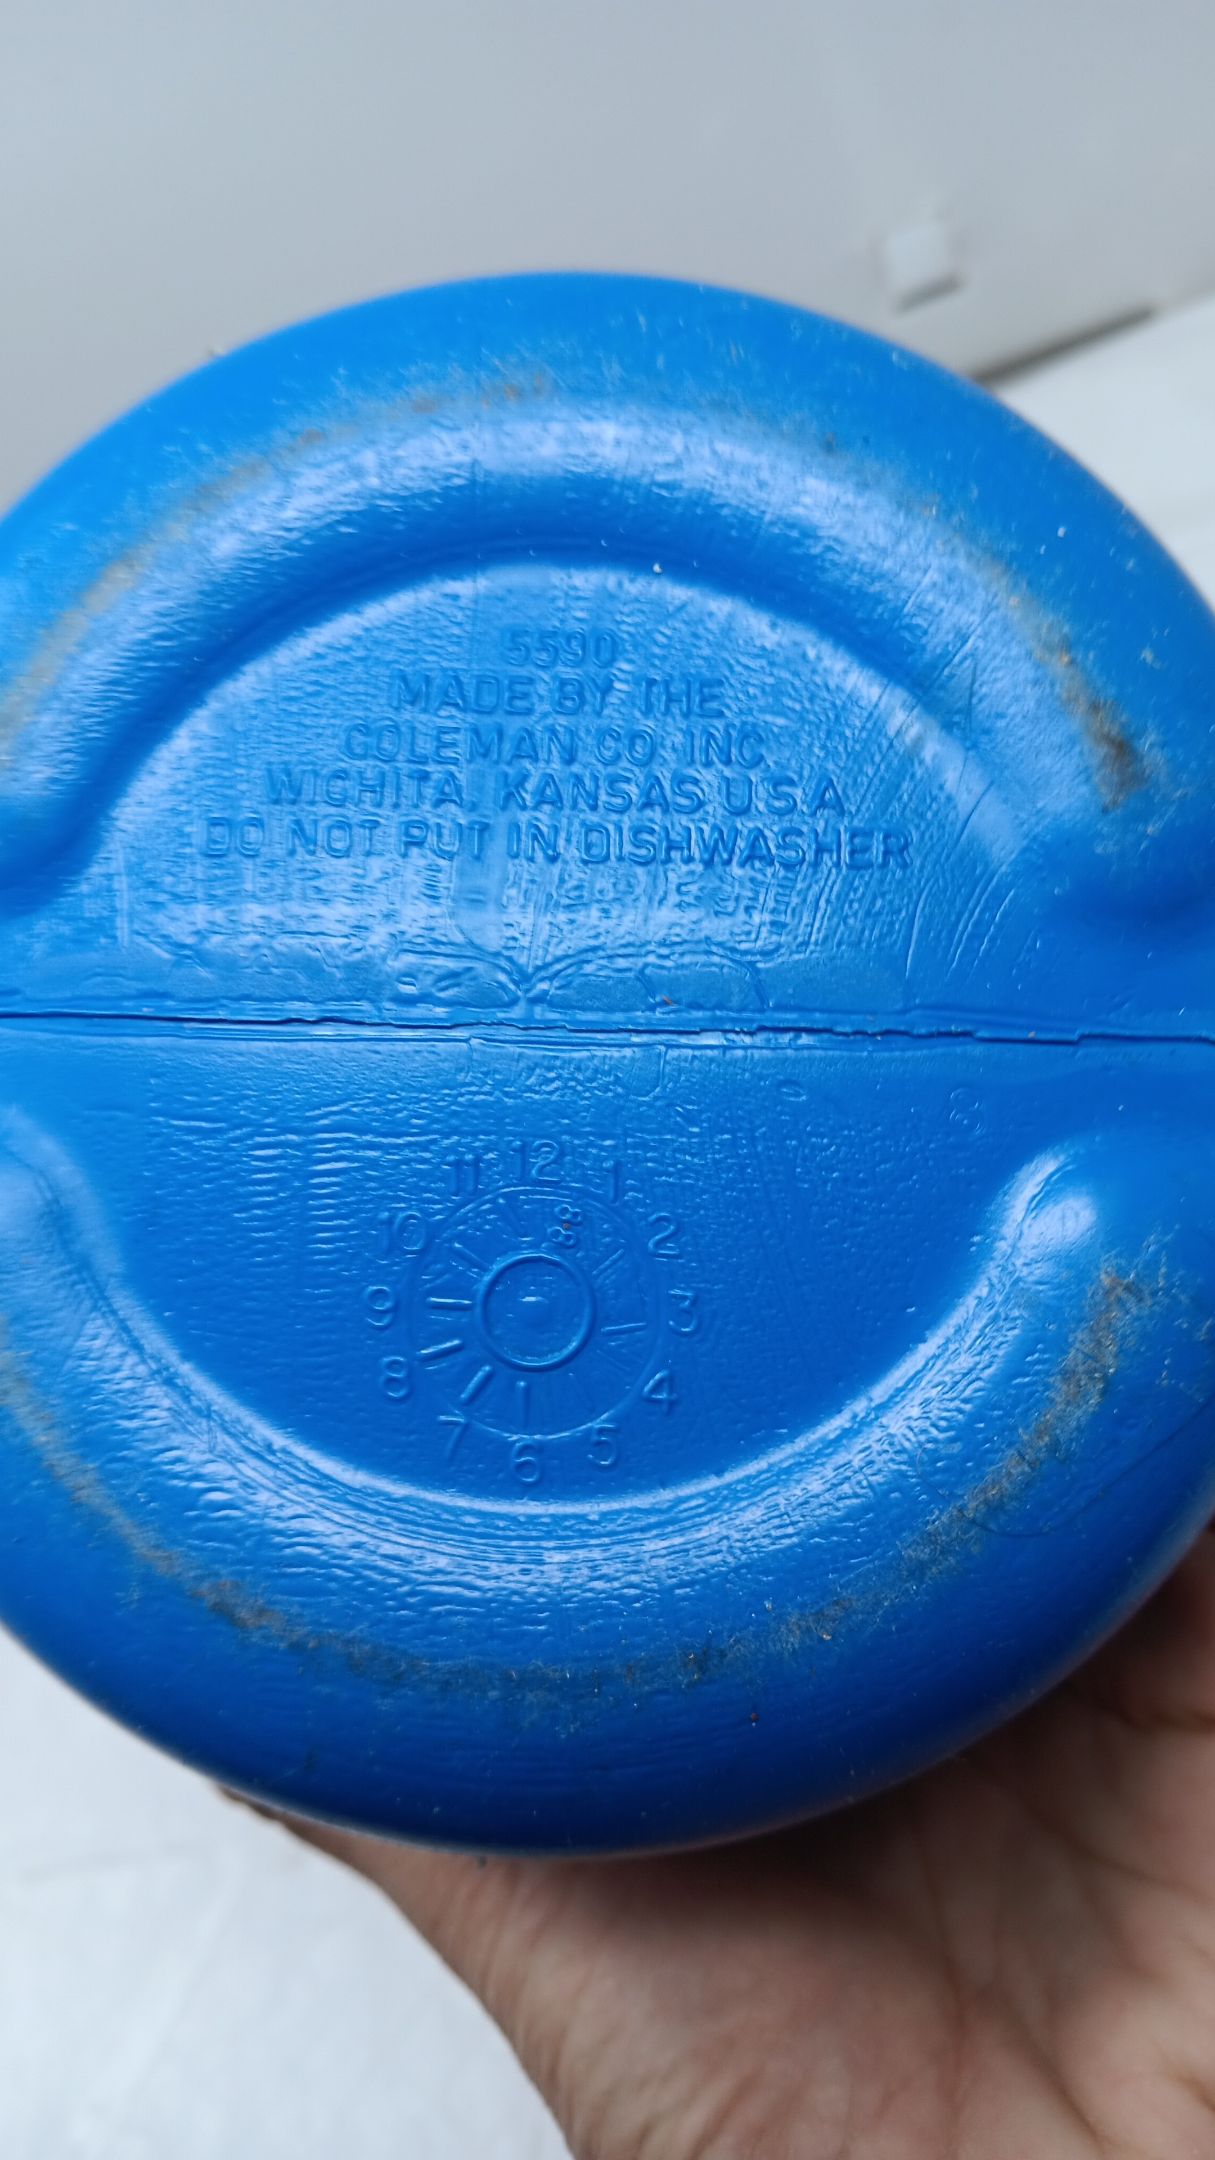 5590
MADE BY THE
COLEMAN CO. INC.
WICHITA, KANSAS U.S.A
DO NOT PUT IN DISHWASHER
8
12
11 1
10 2
9 3
8 4
7 5
6